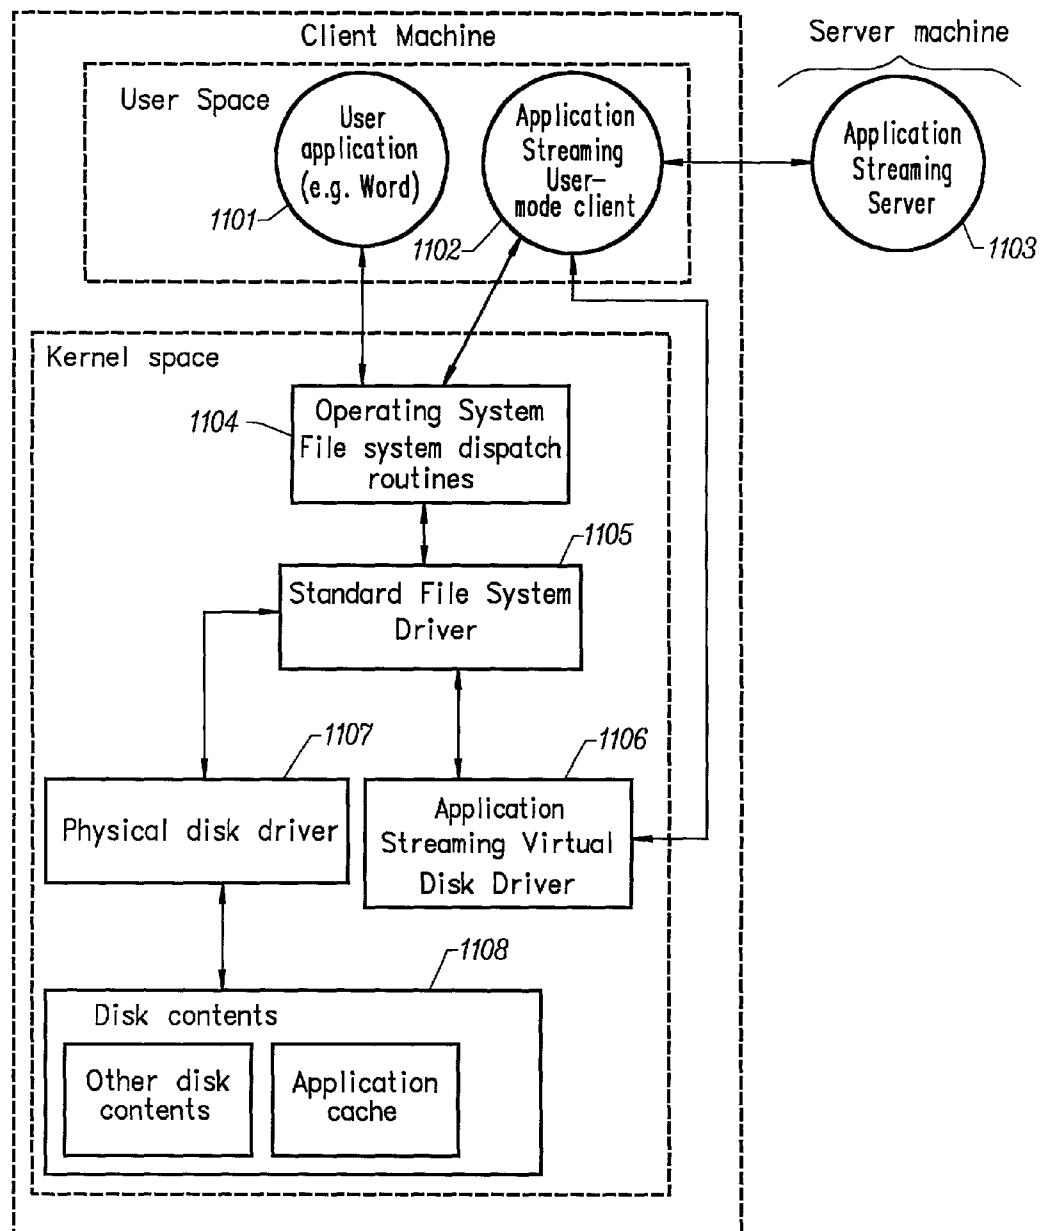 Client Machine
Server machine
User Space
User
application
(e.g. Word)
1101
Application
Streaming
User-
mode client
1102
Application
Streaming
Server
1103
Kernel space
1104
Operating System
File system dispatch
routines
1105
Standard File System
Driver
1107
Physical disk driver
1106
Application
Streaming Virtual
Disk Driver
1108
Disk contents
Other disk
contents
Application
cache